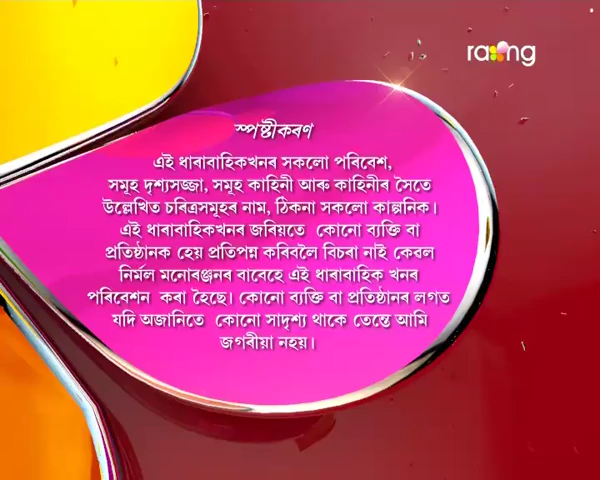 rang
স্পষ্টীকৰণ
এই ধাৰাবাহিকখনৰ সকলো পৰিবেশ,
সমূহ দৃশ্যসজ্জা, সমূহ কাহিনী আৰু কাহিনীৰ সৈতে
উল্লেখিত চৰিত্ৰসমূহৰ নাম, ঠিকনা সকলো কাল্পনিক।
এই ধাৰাবাহিকখনৰ জৰিয়তে কোনো ব্যক্তি বা
প্ৰতিষ্ঠানক হেয় প্ৰতিপন্ন কৰিবলৈ বিচৰা নাই কেৱল
নিৰ্মল মনোৰঞ্জনৰ বাবেহে এই ধাৰাবাহিক খনৰ
পৰিবেশন কৰা হৈছে। কোনো ব্যক্তি বা প্ৰতিষ্ঠানৰ লগত
যদি অজানিতে কোনো সাদৃশ্য থাকে তেন্তে আমি
জগৰীয়া নহয়।